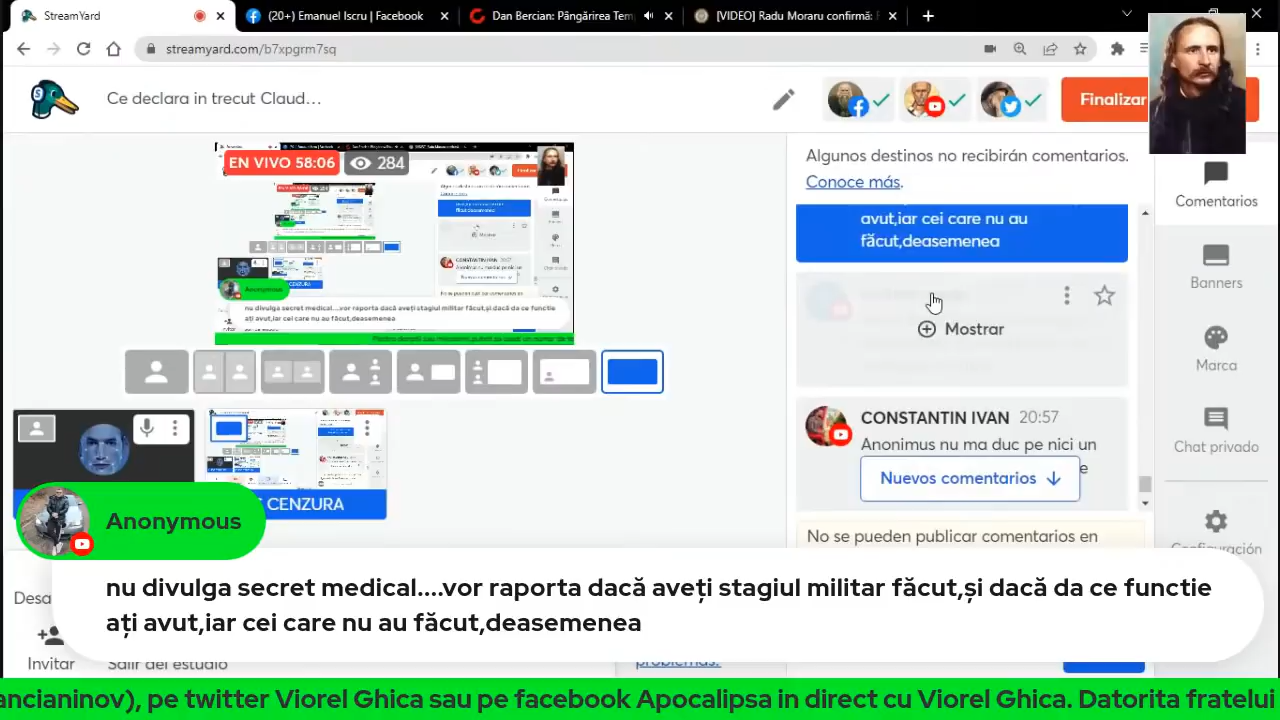 StreamYard
(20+) Emanuel Iscru | Facebook
Dan Bercian: Pângărirea Tem
[VIDEO] Radu Moraru confirmă: F
streamyard.com/b7xpgrm7sq
Ce declara in trecut Claud...
Finalizar
EN VIVO 58:06 284
Algunos destinos no recibirán comentarios.
Conoce más.
avut,iar cei care nu au
făcut,deasemenea
Mostrar
CONSTANTIN IVAN 20:57
Anonimus nu ma duc pe nici un
e
Nuevos comentarios ↓
No se pueden publicar comentarios en
problemas.
Comentarios
Banners
Marca
Chat privado
Configuración
CENZURA
Anonymous
nu divulga secret medical....vor raporta dacă aveți stagiul militar făcut,și dacă da ce functie
ați avut,iar cei care nu au făcut,deasemenea
Desa
Invitar
Salir del estudio
ancianinov), pe twitter Viorel Ghica sau pe facebook Apocalipsa in direct cu Viorel Ghica. Datorita fratelui